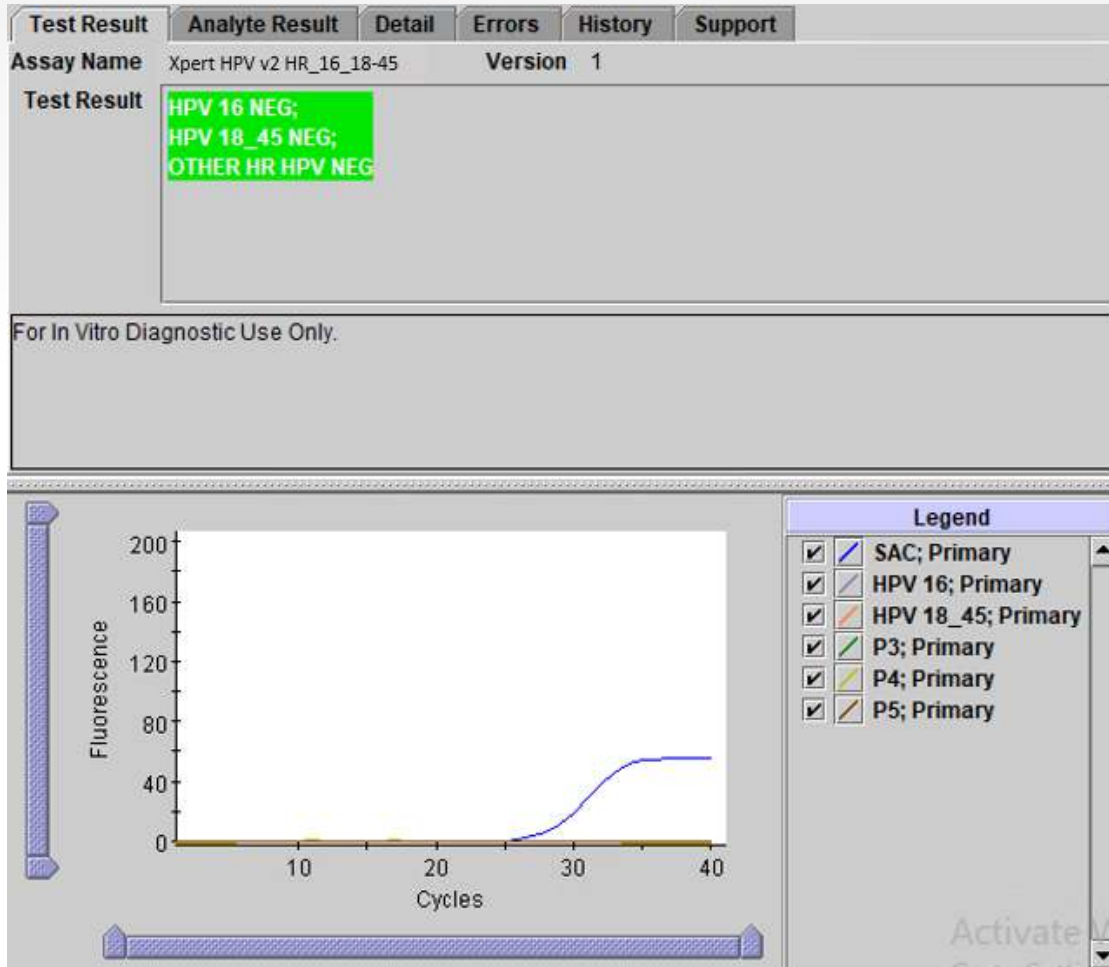 Test Result Analyte Result Detail Errors History Support
Assay Name Xpert HPV v2 HR_16_18-45 Version 1
Test Result
HPV 16 NEG;
HPV 18_45 NEG;
OTHER HR HPV NEG
For In Vitro Diagnostic Use Only.
200
160
120
80
40
0
Fluorescence
10 20 30 40
Cycles
Legend
SAC; Primary
HPV 16; Primary
HPV 18_45; Primary
P3; Primary
P4; Primary
P5; Primary
Activate